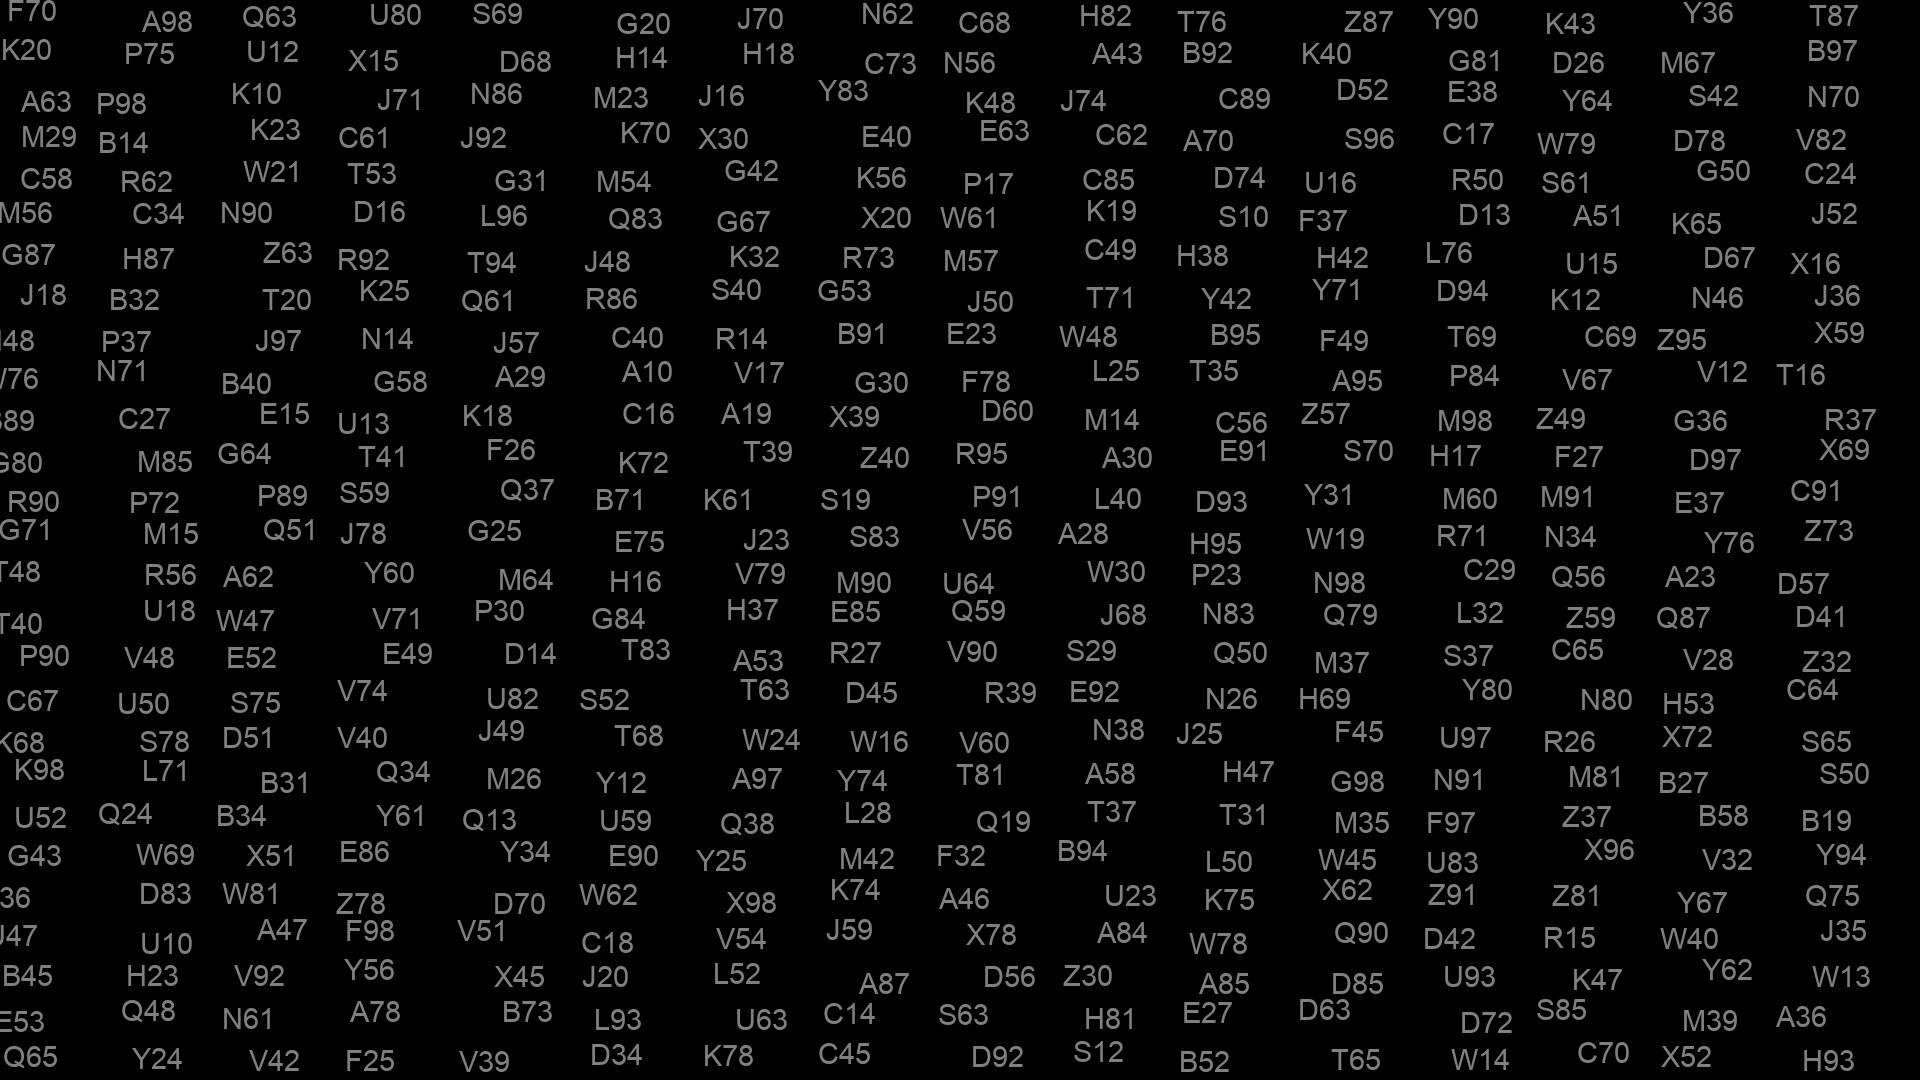 F70 A98 Q63 U80 S69 G20 J70 N62 C68 H82 T76 Z87 Y90 K43 Y36 T87
K20 P75 U12 X15 D68 H14 H18 C73 N56 A43 B92 K40 G81 D26 M67 B97
A63 P98 K10 J71 N86 M23 J16 Y83 K48 J74 C89 D52 E38 Y64 S42 N70
M29 B14 K23 C61 J92 K70 X30 E40 E63 C62 A70 S96 C17 W79 D78 V82
C58 R62 W21 T53 G31 M54 G42 K56 P17 C85 D74 U16 R50 S61 G50 C24
M56 C34 N90 D16 L96 Q83 G67 X20 W61 K19 S10 F37 D13 A51 K65 J52
G87 H87 Z63 R92 T94 J48 K32 R73 M57 C49 H38 H42 L76 U15 D67 X16
J18 B32 T20 K25 Q61 R86 S40 G53 J50 T71 Y42 Y71 D94 K12 N46 J36
48 P37 J97 N14 J57 C40 R14 B91 E23 W48 B95 F49 T69 C69 Z95 X59
76 N71 B40 G58 A29 A10 V17 G30 F78 L25 T35 A95 P84 V67 V12 T16
89 C27 E15 U13 K18 C16 A19 X39 D60 M14 C56 Z57 M98 Z49 G36 R37
G80 M85 G64 T41 F26 K72 T39 Z40 R95 A30 E91 S70 H17 F27 D97 X69
R90 P72 P89 S59 Q37 B71 K61 S19 P91 L40 D93 Y31 M60 M91 E37 C91
G71 M15 Q51 J78 G25 E75 J23 S83 V56 A28 H95 W19 R71 N34 Y76 Z73
T48 R56 A62 Y60 M64 H16 V79 M90 U64 W30 P23 N98 C29 Q56 A23 D57
T40 U18 W47 V71 P30 G84 H37 E85 Q59 J68 N83 Q79 L32 Z59 Q87 D41
P90 V48 E52 E49 D14 T83 A53 R27 V90 S29 Q50 M37 S37 C65 V28 Z32
C67 U50 S75 V74 U82 S52 T63 D45 R39 E92 N26 H69 Y80 N80 H53 C64
K68 S78 D51 V40 J49 T68 W24 W16 V60 N38 J25 F45 U97 R26 X72 S65
K98 L71 B31 Q34 M26 Y12 A97 Y74 T81 A58 H47 G98 N91 M81 B27 S50
U52 Q24 B34 Y61 Q13 U59 Q38 L28 Q19 T37 T31 M35 F97 Z37 B58 B19
G43 W69 X51 E86 Y34 E90 Y25 M42 F32 B94 L50 W45 U83 X96 V32 Y94
36 D83 W81 Z78 D70 W62 X98 K74 A46 U23 K75 X62 Z91 Z81 Y67 Q75
47 U10 A47 F98 V51 C18 V54 J59 X78 A84 W78 Q90 D42 R15 W40 J35
B45 H23 V92 Y56 X45 J20 L52 A87 D56 Z30 A85 D85 U93 K47 Y62 W13
E53 Q48 N61 A78 B73 L93 U63 C14 S63 H81 E27 D63 D72 S85 M39 A36
Q65 Y24 V42 F25 V39 D34 K78 C45 D92 S12 B52 T65 W14 C70 X52 H93